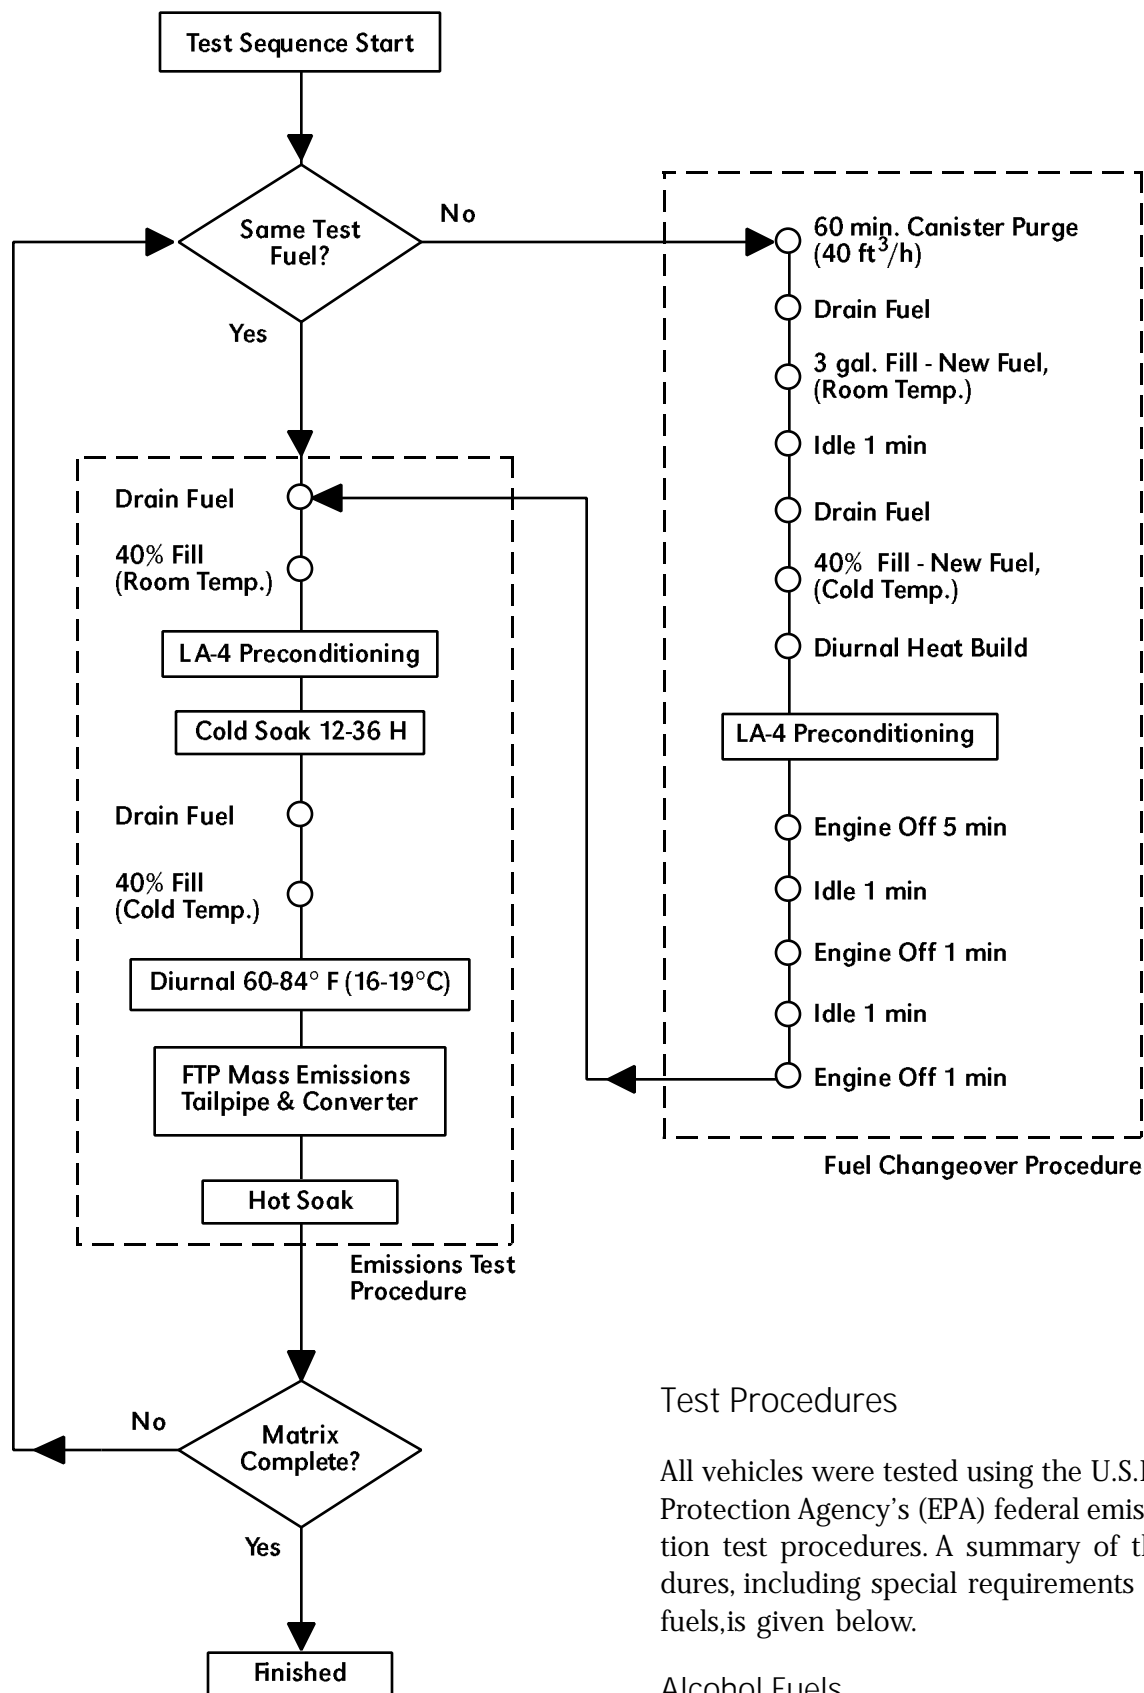 Test Sequence Start
Same Test
Fuel?
No
Yes
Drain Fuel
40% Fill
(Room Temp.)
LA-4 Preconditioning
Cold Soak 12-36 H
Drain Fuel
40% Fill
(Cold Temp.)
Diurnal 60-84° F (16-19°C)
FTP Mass Emissions
Tailpipe & Converter
Hot Soak
Emissions Test
Procedure
60 min. Canister Purge
(40 ft³/h)
Drain Fuel
3 gal. Fill - New Fuel,
(Room Temp.)
Idle 1 min
Drain Fuel
40% Fill - New Fuel,
(Cold Temp.)
Diurnal Heat Build
LA-4 Preconditioning
Engine Off 5 min
Idle 1 min
Engine Off 1 min
Idle 1 min
Engine Off 1 min
Fuel Changeover Procedure
No
Matrix
Complete?
Yes
Finished
Test Procedures
All vehicles were tested using the U.S.
Protection Agency's (EPA) federal emis
tion test procedures. A summary of
dures, including special requirements
fuels,is given below.
Alcohol Fuels